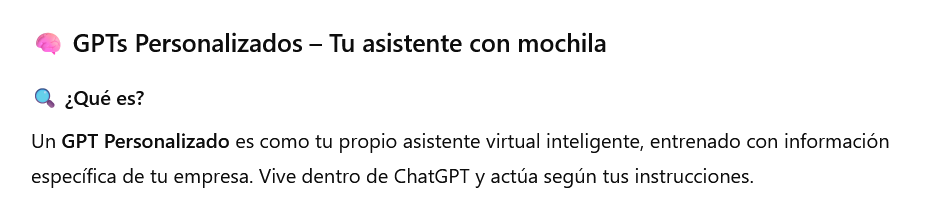 🧠 GPTs Personalizados – Tu asistente con mochila
🔍 ¿Qué es?
Un GPT Personalizado es como tu propio asistente virtual inteligente, entrenado con información
específica de tu empresa. Vive dentro de ChatGPT y actúa según tus instrucciones.